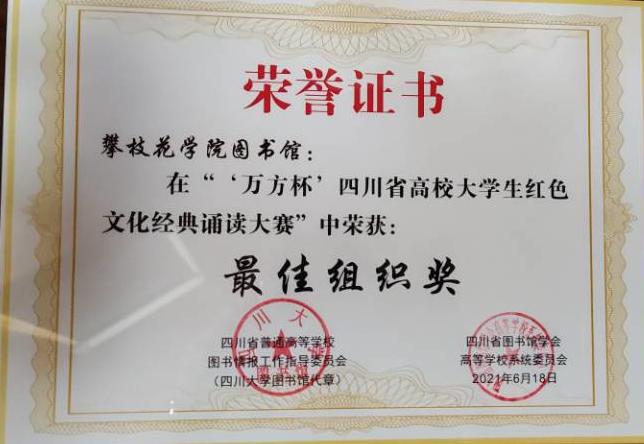 荣誉证书
攀枝花学院图书馆：
在“‘万方杯’四川省高校大学生红色
文化经典诵读大赛”中荣获：
最佳组织奖
四川省普通高等学校
图书情报工作指导委员会
（四川大学图书馆代章）
四川省图书馆学会
高等学校系统委员会
2021年6月18日